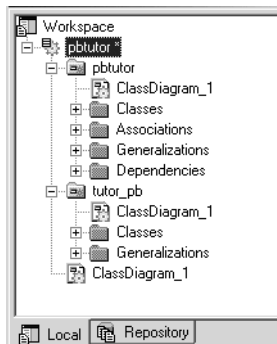 Workspace
pbtutor *
pbtutor
ClassDiagram_1
Classes
Associations
Generalizations
Dependencies
tutor_pb
ClassDiagram_1
Classes
Generalizations
ClassDiagram_1
Local Repository